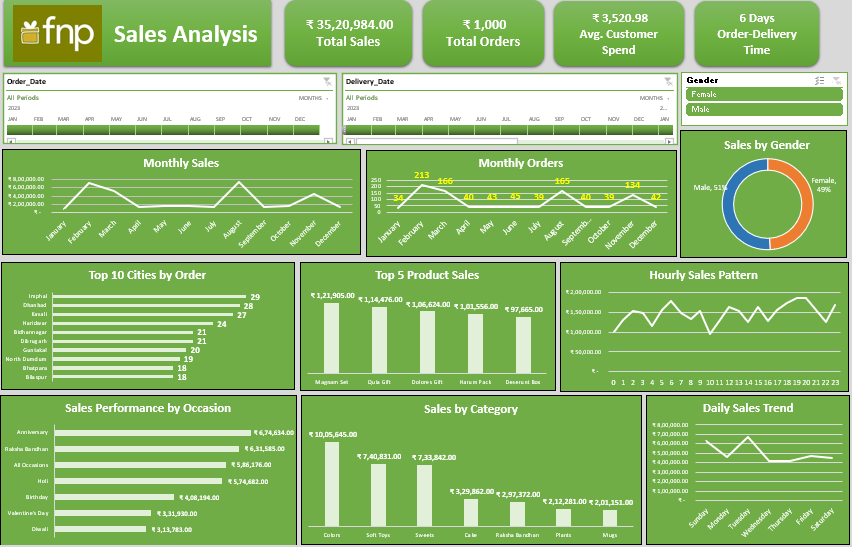 fnp
Sales Analysis
₹ 35,20,984.00
Total Sales
₹ 1,000
Total Orders
₹ 3,520.98
Avg. Customer
Spend
6 Days
Order-Delivery
Time
Order_Date
All Periods
MONTHS
2023
JAN FEB MAR APR MAY JUN JUL AUG SEP OCT NOV DEC
Delivery_Date
All Periods
MONTHS
2023
2...
JAN FEB MAR APR MAY JUN JUL AUG SEP OCT NOV DEC JAN
Gender
Female
Male
Monthly Sales
₹ 8,00,000.00
₹ 6,00,000.00
₹ 4,00,000.00
₹ 2,00,000.00
₹ -
January February March April May June July August September October November December
Monthly Orders
250
200
150
100
50
0
34 213 166 40 43 39 165 40 39 134 42
January February March April May June July August Septemb... October November December
Sales by Gender
Male, 51%
Female,
49%
Top 10 Cities by Order
Imphal 29
Dhanbad 28
Kavali 27
Haridwar 24
Bidhannagar 21
Dibrugarh 21
Guntakal 20
North Dumdum 19
Bhatpara 18
Bilaspur 18
Top 5 Product Sales
₹ 1,21,905.00 ₹ 1,14,476.00 ₹ 1,06,624.00 ₹ 1,01,556.00 ₹ 97,665.00
Magnam Set Quia Gift Dolores Gift Harum Pack Deserunt Box
Hourly Sales Pattern
₹ 2,00,000.00
₹ 1,50,000.00
₹ 1,00,000.00
₹ 50,000.00
₹ -
0 1 2 3 4 5 6 7 8 9 10 11 12 13 14 15 16 17 18 19 20 21 22 23
Sales Performance by Occasion
Anniversary ₹ 6,74,634.00
Raksha Bandhan ₹ 6,31,585.00
All Occasions ₹ 5,86,176.00
Holi ₹ 5,74,682.00
Birthday ₹ 4,08,194.00
Valentine's Day ₹ 3,31,930.00
Diwali ₹ 3,13,783.00
Sales by Category
₹ 10,05,645.00 ₹ 7,40,831.00 ₹ 7,33,842.00 ₹ 3,29,862.00 ₹ 2,97,372.00 ₹ 2,12,281.00 ₹ 2,01,151.00
Colors Soft Toys Sweets Cake Raksha Bandhan Plants Mugs
Daily Sales Trend
₹ 8,00,000.00
₹ 7,00,000.00
₹ 6,00,000.00
₹ 5,00,000.00
₹ 4,00,000.00
₹ 3,00,000.00
₹ 2,00,000.00
₹ 1,00,000.00
₹ -
Sunday Monday Tuesday Wednesday Thursday Friday Saturday